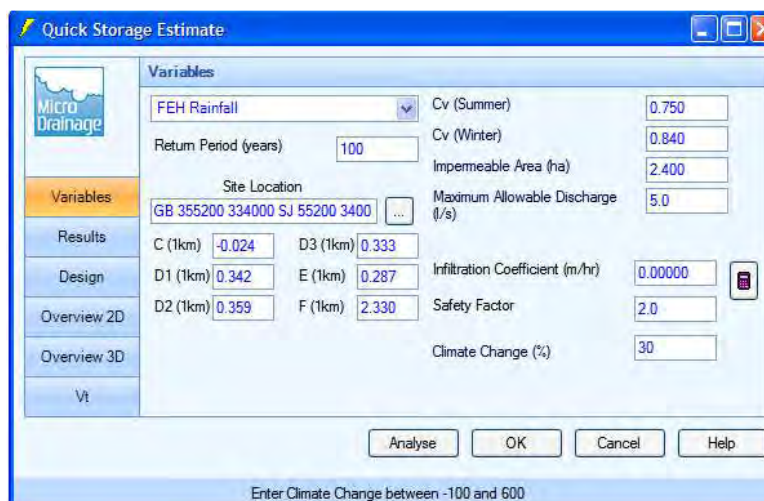 Quick Storage Estimate
Micro
Drainage
Variables
Results
Design
Overview 2D
Overview 3D
Vt
Variables
FEH Rainfall
Return Period (years) 100
Site Location
GB 355200 334000 SJ 55200 3400 ...
C (1km) -0.024 D3 (1km) 0.333
D1 (1km) 0.342 E (1km) 0.287
D2 (1km) 0.359 F (1km) 2.330
Cv (Summer) 0.750
Cv (Winter) 0.840
Impermeable Area (ha) 2.400
Maximum Allowable Discharge 5.0
(l/s)
Infiltration Coefficient (m/hr) 0.00000
Safety Factor 2.0
Climate Change (%) 30
Analyse OK Cancel Help
Enter Climate Change between -100 and 600